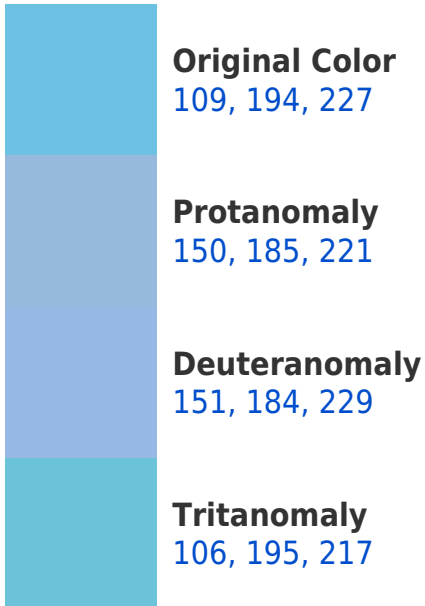 Original Color
109, 194, 227
Protanomaly
150, 185, 221
Deuteranomaly
151, 184, 229
Tritanomaly
106, 195, 217